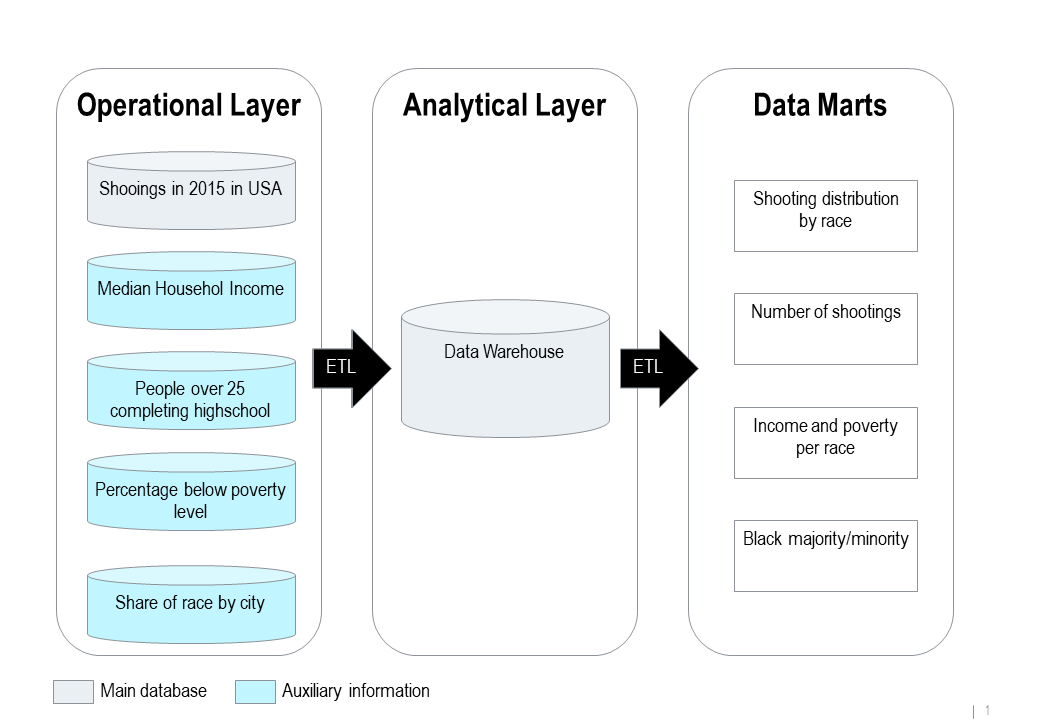 Operational Layer
Shooings in 2015 in USA
Median Househol Income
People over 25
completing highschool
Percentage below poverty
level
Share of race by city
ETL
Analytical Layer
Data Warehouse
ETL
Data Marts
Shooting distribution
by race
Number of shootings
Income and poverty
per race
Black majority/minority
Main database
Auxiliary information
1